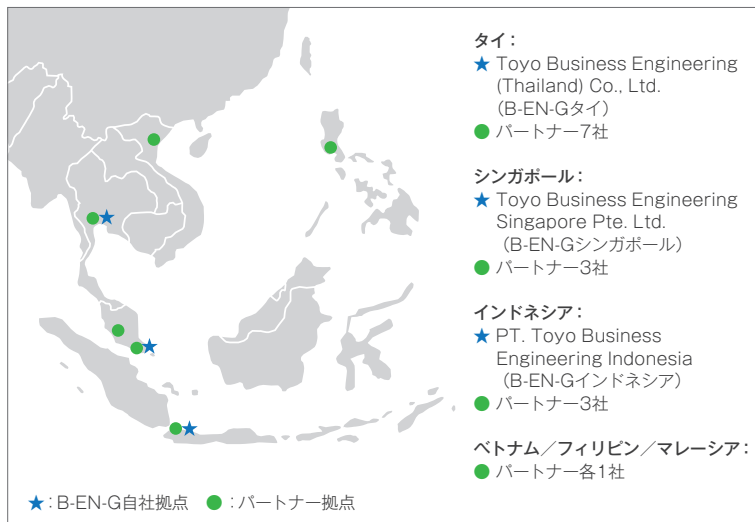 タイ：
★ Toyo Business Engineering
(Thailand) Co., Ltd.
（B-EN-Gタイ）
● パートナー7社
シンガポール：
★ Toyo Business Engineering
Singapore Pte. Ltd.
（B-EN-Gシンガポール）
● パートナー3社
インドネシア：
★ PT. Toyo Business
Engineering Indonesia
（B-EN-Gインドネシア）
● パートナー3社
ベトナム／フィリピン／マレーシア：
● パートナー各1社
★：B-EN-G自社拠点 ●：パートナー拠点